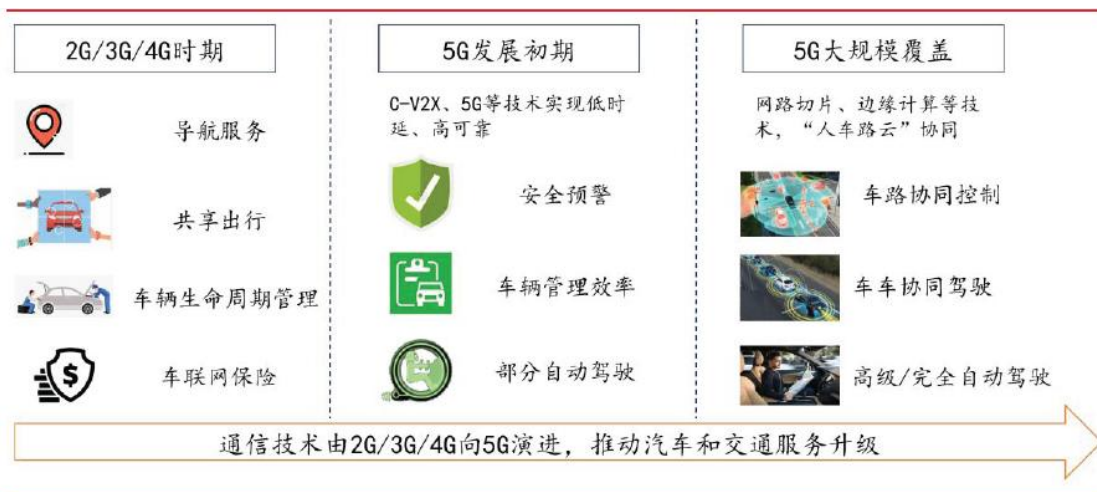 2G/3G/4G时期
导航服务
共享出行
车辆生命周期管理
车联网保险
5G发展初期
C-V2X、5G等技术实现低时
延、高可靠
安全预警
车辆管理效率
部分自动驾驶
5G大规模覆盖
网路切片、边缘计算等技
术，“人车路云”协同
车路协同控制
车车协同驾驶
高级/完全自动驾驶
通信技术由2G/3G/4G向5G演进，推动汽车和交通服务升级